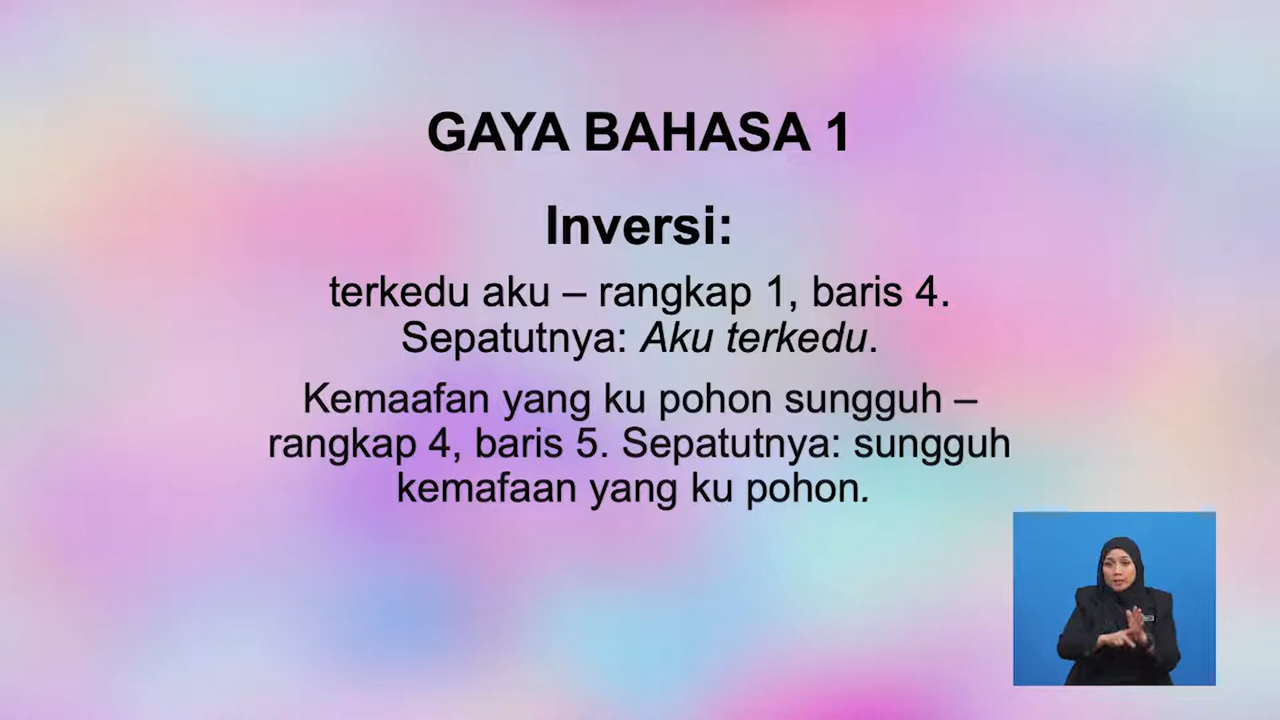 GAYA BAHASA 1
Inversi:
terkedu aku – rangkap 1, baris 4.
Sepatutnya: Aku terkedu.
Kemaafan yang ku pohon sungguh –
rangkap 4, baris 5. Sepatutnya: sungguh
kemafaan yang ku pohon.